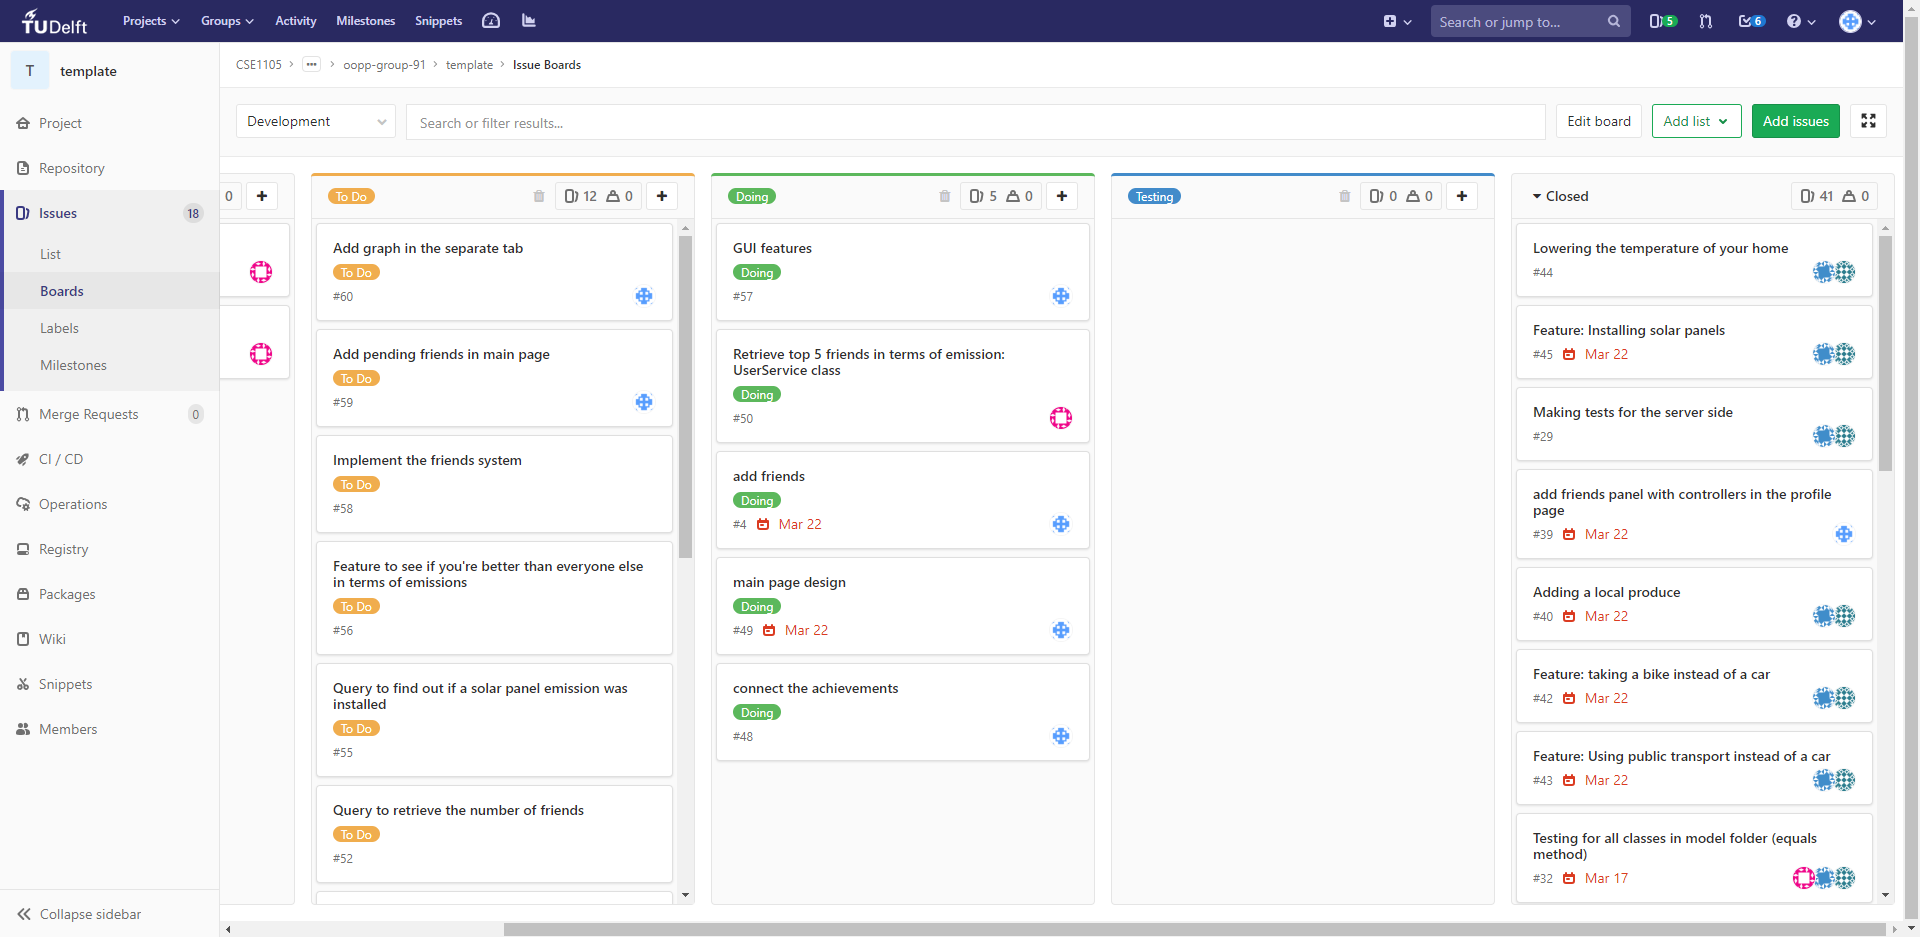 TUDelft
Projects Groups Activity Milestones Snippets
Search or jump to...
5
6
T template
Project
Repository
Issues 18
List
Boards
Labels
Milestones
Merge Requests 0
CI / CD
Operations
Registry
Packages
Wiki
Snippets
Members
Collapse sidebar
CSE1105 › ••• › oopp-group-91 › template › Issue Boards
Development
Search or filter results...
Edit board
Add list
Add issues
0 +
To Do 12 0 +
Add graph in the separate tab
To Do
#60
Add pending friends in main page
To Do
#59
Implement the friends system
To Do
#58
Feature to see if you're better than everyone else
in terms of emissions
To Do
#56
Query to find out if a solar panel emission was
installed
To Do
#55
Query to retrieve the number of friends
To Do
#52
Doing 5 0 +
GUI features
Doing
#57
Retrieve top 5 friends in terms of emission:
UserService class
Doing
#50
add friends
Doing
#4 Mar 22
main page design
Doing
#49 Mar 22
connect the achievements
Doing
#48
Testing 0 0 +
Closed 41 0
Lowering the temperature of your home
#44
Feature: Installing solar panels
#45 Mar 22
Making tests for the server side
#29
add friends panel with controllers in the profile
page
#39 Mar 22
Adding a local produce
#40 Mar 22
Feature: taking a bike instead of a car
#42 Mar 22
Feature: Using public transport instead of a car
#43 Mar 22
Testing for all classes in model folder (equals
method)
#32 Mar 17